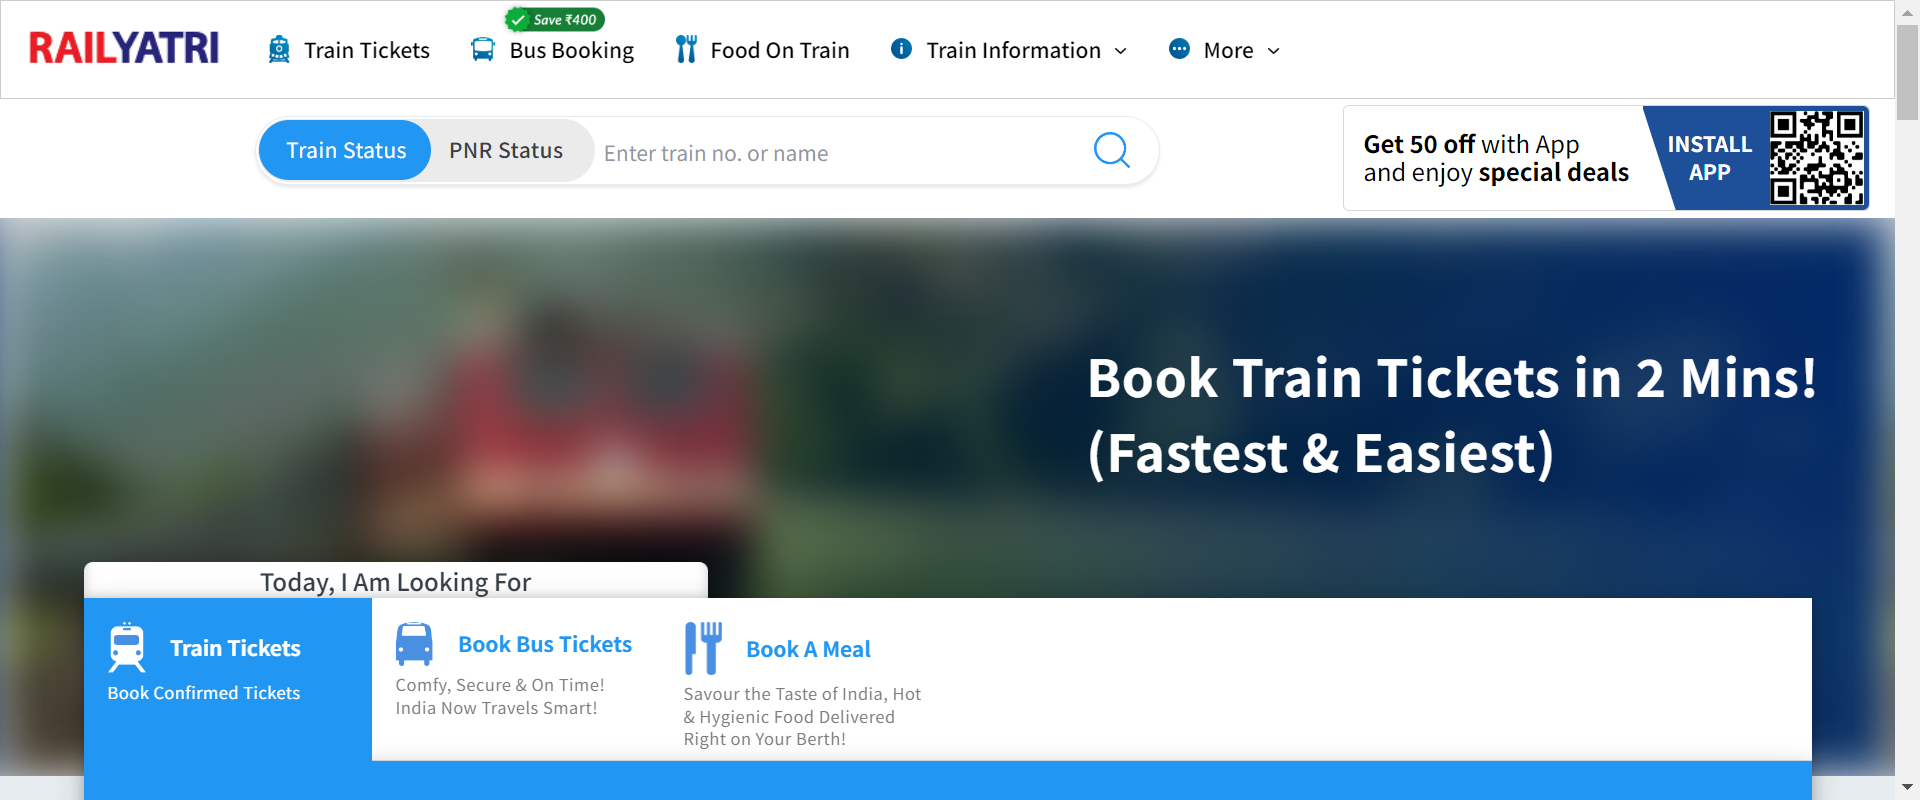 Save ₹400
RAILYATRI
Train Tickets
Bus Booking
Food On Train
Train Information
More
Train Status
PNR Status
Enter train no. or name
Get 50 off with App
and enjoy special deals
INSTALL
APP
Book Train Tickets in 2 Mins!
(Fastest & Easiest)
Today, I Am Looking For
Train Tickets
Book Confirmed Tickets
Book Bus Tickets
Comfy, Secure & On Time!
India Now Travels Smart!
Book A Meal
Savour the Taste of India, Hot
& Hygienic Food Delivered
Right on Your Berth!